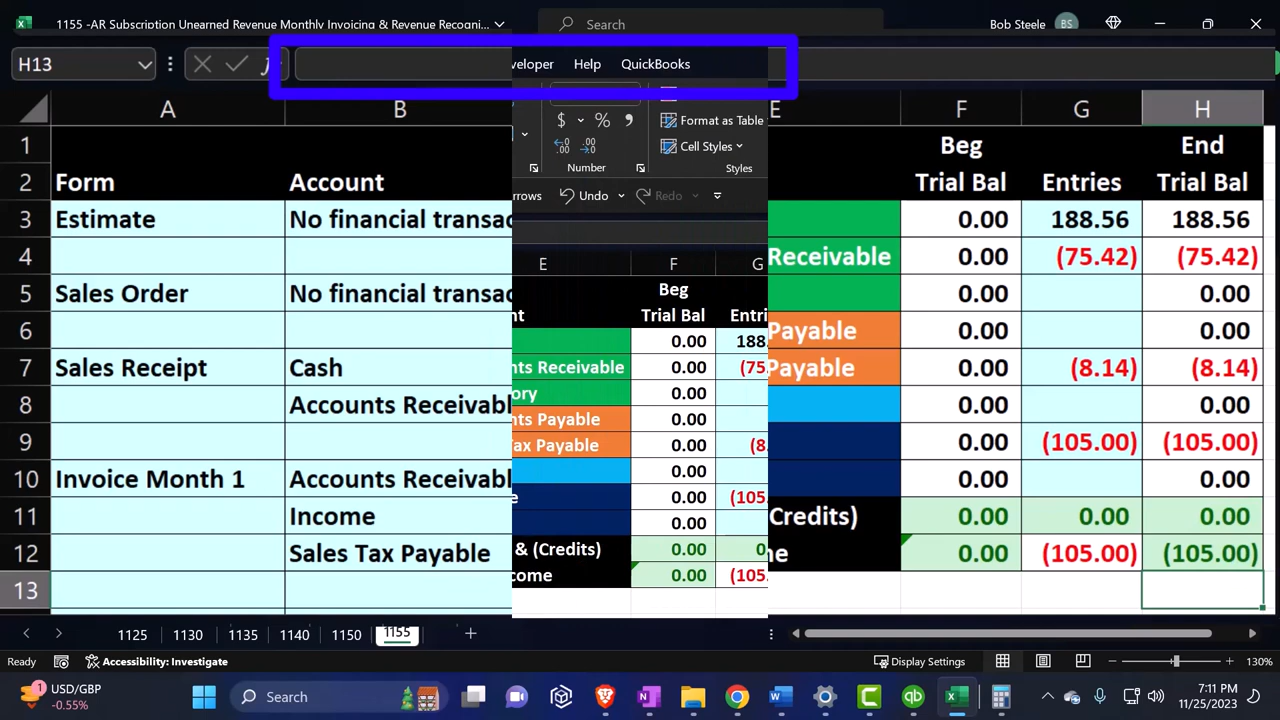 1155 -AR Subscription Unearned Revenue Monthly Invoicing & Revenue Recogni...
Search
Bob Steele
BS
H13
veloper Help QuickBooks
Format as Table
Cell Styles
Number
Styles
rrows
Undo
Redo
A B E F G H
1 Beg End
2 Form Account Trial Bal Entries Trial Bal
3 Estimate No financial transac 0.00 188.56 188.56
4 Receivable 0.00 (75.42) (75.42)
5 Sales Order No financial transac 0.00 0.00
6 Payable 0.00 0.00
7 Sales Receipt Cash Payable 0.00 (8.14) (8.14)
8 Accounts Receivabl 0.00 0.00
9 0.00 (105.00) (105.00)
10 Invoice Month 1 Accounts Receivabl 0.00 0.00
11 Income Credits) 0.00 0.00 0.00
12 Sales Tax Payable me 0.00 (105.00) (105.00)
13
E F G
Beg
nt Trial Bal Entri
0.00 188.
nts Receivable 0.00 (75.
ory 0.00
nts Payable 0.00
Tax Payable 0.00 (8.
0.00
e 0.00 (105.
0.00
& (Credits) 0.00 0.
come 0.00 (105.
1125 1130 1135 1140 1150 1155
Ready
Accessibility: Investigate
Display Settings
130%
1
USD/GBP
-0.55%
Search
7:11 PM
11/25/2023